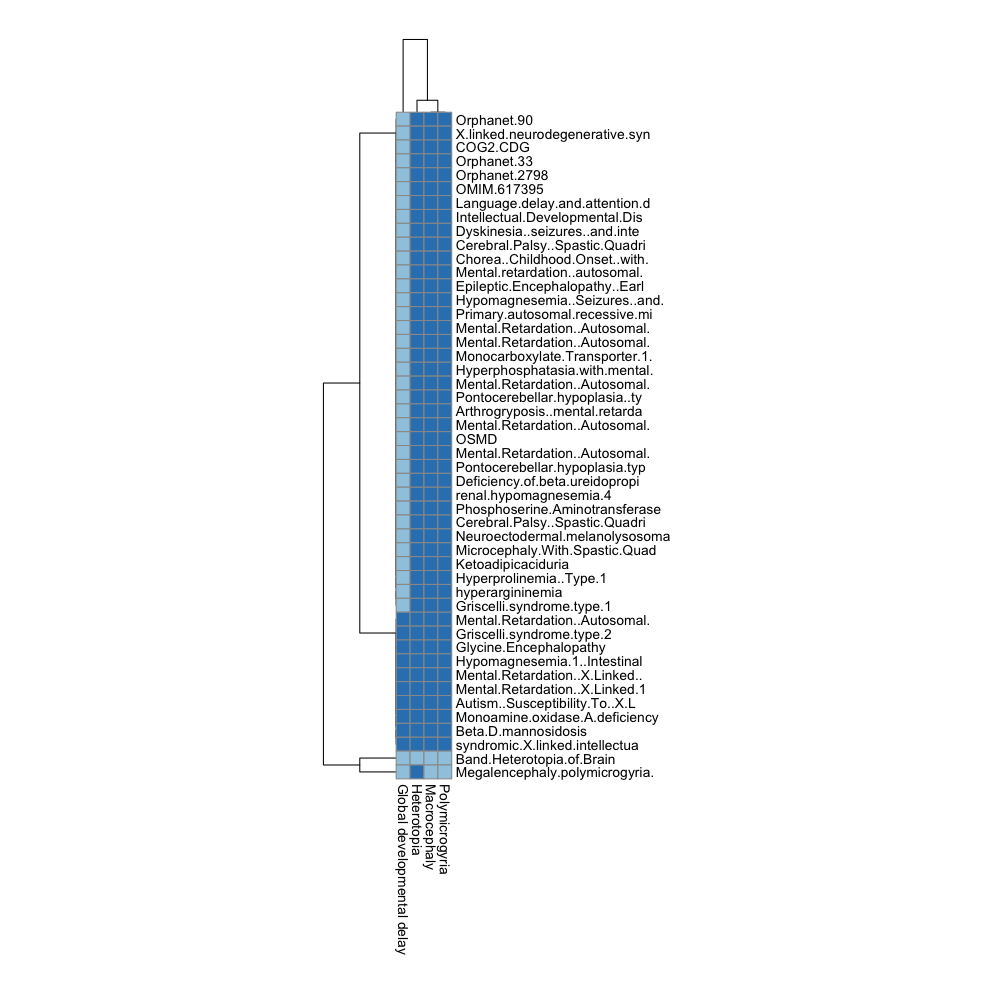 Orphanet.90
X.linked.neurodegenerative.syn
COG2.CDG
Orphanet.33
Orphanet.2798
OMIM.617395
Language.delay.and.attention.d
Intellectual.Developmental.Dis
Dyskinesia..seizures..and.inte
Cerebral.Palsy..Spastic.Quadri
Chorea..Childhood.Onset..with.
Mental.retardation..autosomal.
Epileptic.Encephalopathy..Earl
Hypomagnesemia..Seizures..and.
Primary.autosomal.recessive.mi
Mental.Retardation..Autosomal.
Mental.Retardation..Autosomal.
Monocarboxylate.Transporter.1.
Hyperphosphatasia.with.mental.
Mental.Retardation..Autosomal.
Pontocerebellar.hypoplasia..ty
Arthrogryposis..mental.retarda
Mental.Retardation..Autosomal.
OSMD
Mental.Retardation..Autosomal.
Pontocerebellar.hypoplasia.typ
Deficiency.of.beta.ureidopropi
renal.hypomagnesemia.4
Phosphoserine.Aminotransferase
Cerebral.Palsy..Spastic.Quadri
Neuroectodermal.melanolysosoma
Microcephaly.With.Spastic.Quad
Ketoadipicaciduria
Hyperprolinemia..Type.1
hyperargininemia
Griscelli.syndrome.type.1
Mental.Retardation..Autosomal.
Griscelli.syndrome.type.2
Glycine.Encephalopathy
Hypomagnesemia.1..Intestinal
Mental.Retardation..X.Linked..
Mental.Retardation..X.Linked.1
Autism..Susceptibility.To..X.L
Monoamine.oxidase.A.deficiency
Beta.D.mannosidosis
syndromic.X.linked.intellectua
Band.Heterotopia.of.Brain
Megalencephaly.polymicrogyria.
Global developmental delay
Heterotopia
Macrocephaly
Polymicrogyria